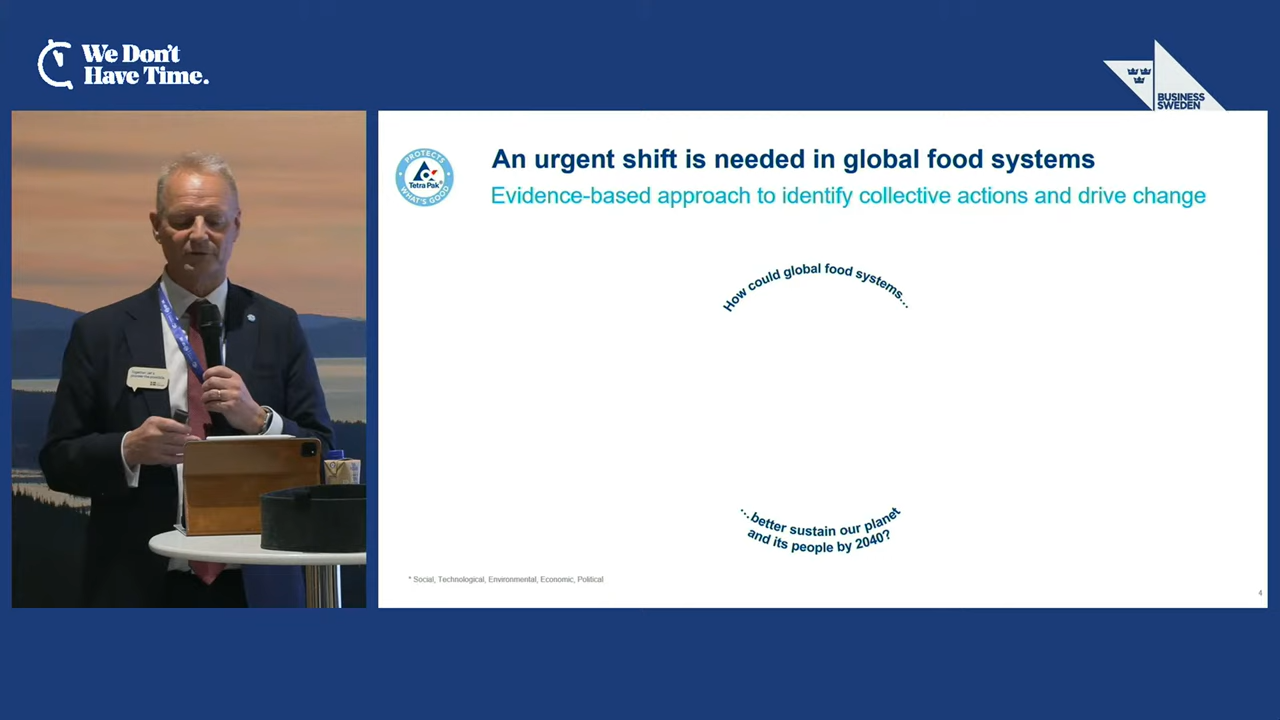 We Don't
Have Time.
BUSINESS
SWEDEN
PROTECTS
Tetra Pak®
WHAT'S GOOD
An urgent shift is needed in global food systems
Evidence-based approach to identify collective actions and drive change
How could global food systems...
...better sustain our planet
and its people by 2040?
* Social, Technological, Environmental, Economic, Political
4